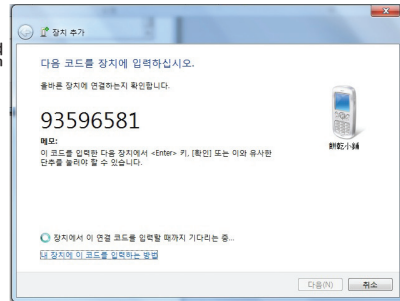 장치 추가
다음 코드를 장치에 입력하십시오.
올바른 장치에 연결하는지 확인합니다.
93596581
메모:
이 코드를 입력한 다음 장치에서 <Enter> 키, [확인] 또는 이와 유사한
단추를 눌러야 할 수 있습니다.
餠乾小鋪
장치에서 이 연결 코드를 입력할 때까지 기다리는 중...
내 장치에 이 코드를 입력하는 방법
다음(N)
취소